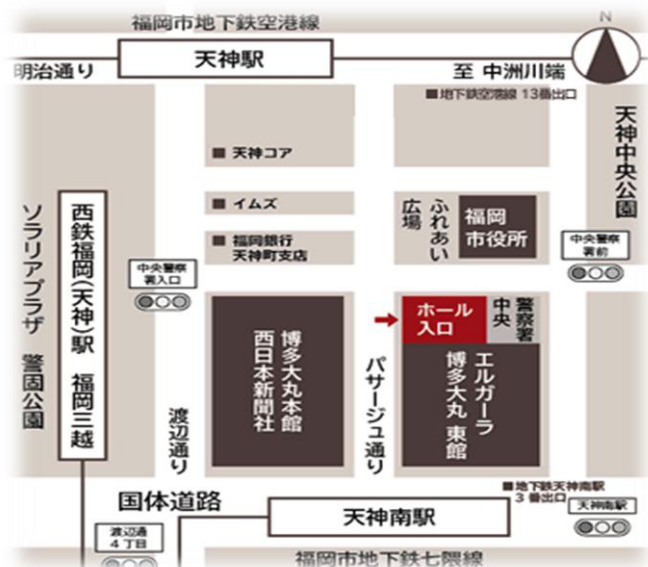 福岡市地下鉄空港線
N
天神駅
明治通り
至 中洲川端
■地下鉄空港線 13番出口
天神中央公園
■ 天神コア
■ イムズ
■ 福岡銀行
天神町支店
ふれあい
広場
福岡
市役所
中央警察
署前
ソラリアプラザ 警固公園
西鉄福岡(天神)駅 福岡三越
中央警察
署入口
ホール
入口
警察署
中央
博多大丸本館
西日本新聞社
エルガーラ
博多大丸 東館
パサージュ通り
渡辺通り
■地下鉄天神南駅
3 番出口
国体道路
天神南駅
天神南駅
渡辺通
4丁目
福岡市地下鉄七隈線